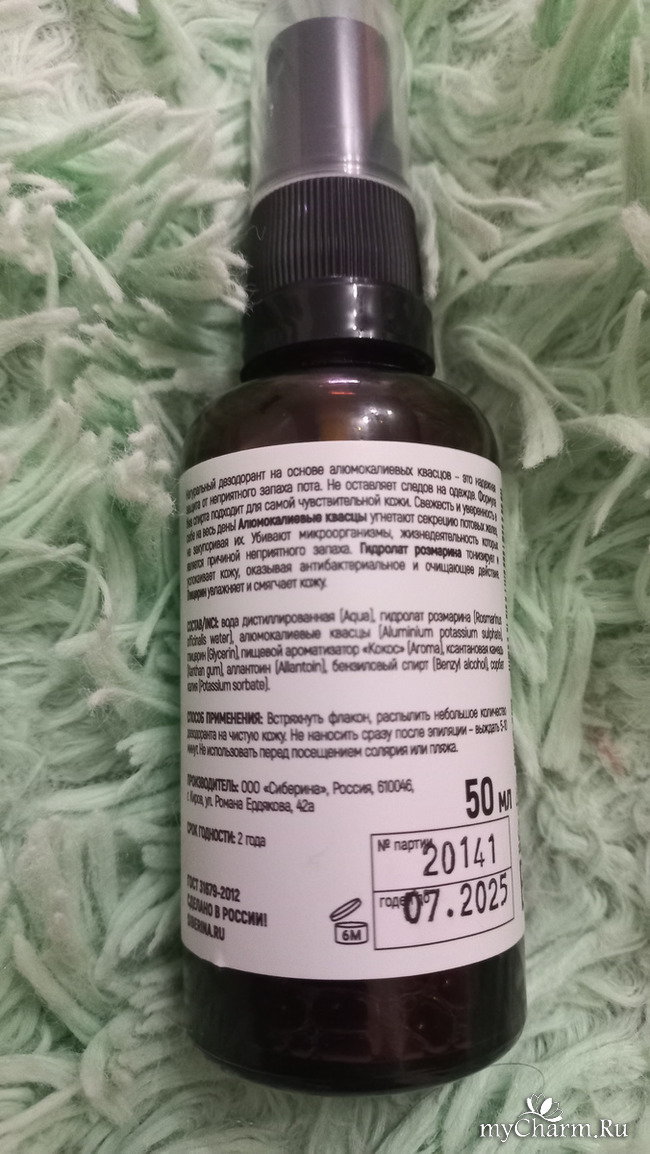 Натуральный дезодорант на основе алюмокалиевых квасцов - это надежная
защита от неприятного запаха пота. Не оставляет следов на одежде. Формула
без спирта подходит для самой чувствительной кожи. Свежесть и уверенность в
себе на весь день! Алюмокалиевые квасцы угнетают секрецию потовых желез,
не закупоривая их. Убивают микроорганизмы, жизнедеятельность которых
является причиной неприятного запаха. Гидролат розмарина тонизирует и
успокаивает кожу, оказывая антибактериальное и очищающее действие.
Глицерин увлажняет и смягчает кожу.
СОСТАВ/INCI: вода дистиллированная (Aqua), гидролат розмарина (Rosmarinus
officinalis water), алюмокалиевые квасцы (Aluminium potassium sulphate),
глицерин (Glycerin), пищевой ароматизатор «Кокос» (Aroma), ксантановая камедь
(Xanthan gum), аллантоин (Allantoin), бензиловый спирт (Benzyl alcohol), сорбат
калия (Potassium sorbate).
СПОСОБ ПРИМЕНЕНИЯ: Встряхнуть флакон, распылить небольшое количество
дезодоранта на чистую кожу. Не наносить сразу после эпиляции - выждать 5-10
минут. Не использовать перед посещением солярия или пляжа.
ПРОИЗВОДИТЕЛЬ: ООО «Сиберина», Россия, 610046,
г. Киров, ул. Романа Ердякова, 42а
50 мл
СРОК ГОДНОСТИ: 2 года
№ партии
20141
годен до
07.2025
6М
ГОСТ 31679-2012
СДЕЛАНО В РОССИИ!
SIBERINA.RU
myCharm.Ru